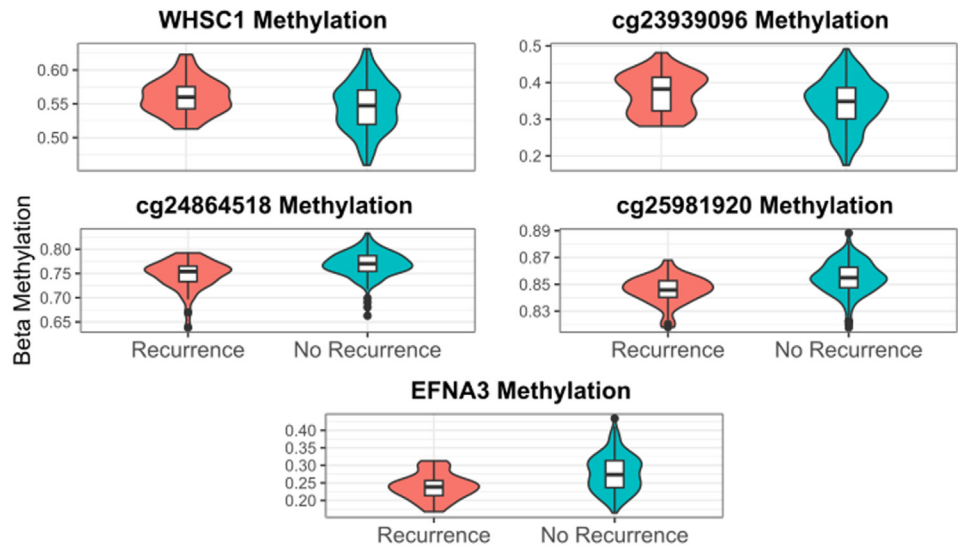 WHSC1 Methylation
cg23939096 Methylation
0.60
0.55
0.50
0.5
0.4
0.3
0.2
Beta Methylation
cg24864518 Methylation
cg25981920 Methylation
0.80
0.75
0.70
0.65
0.89
0.87
0.85
0.83
Recurrence No Recurrence
Recurrence No Recurrence
EFNA3 Methylation
0.40
0.35
0.30
0.25
0.20
Recurrence No Recurrence